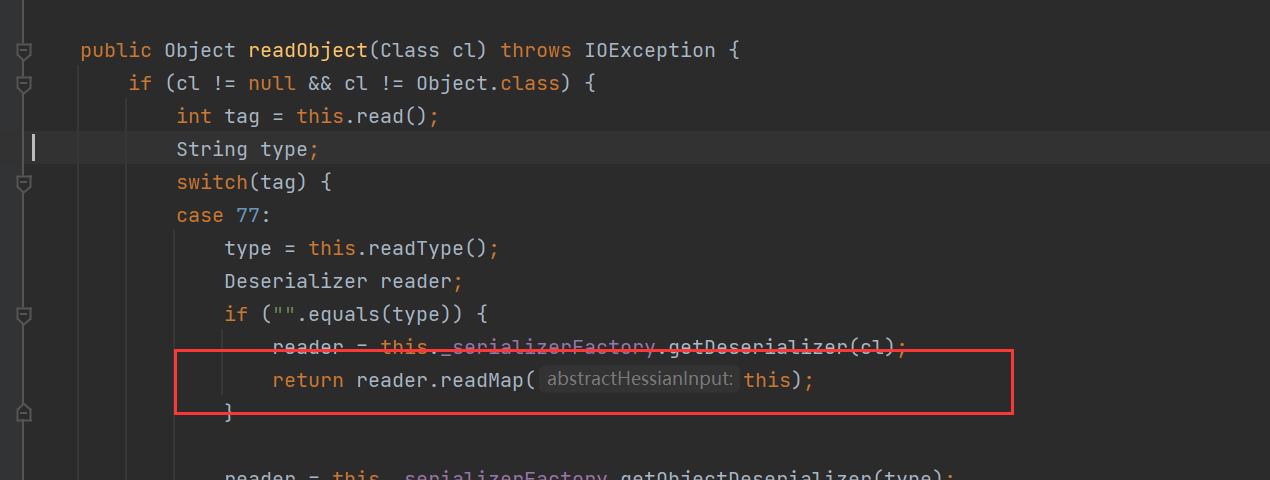 public Object readObject(Class cl) throws IOException {
if (cl != null && cl != Object.class) {
int tag = this.read();
String type;
switch(tag) {
case 77:
type = this.readType();
Deserializer reader;
if ("".equals(type)) {
reader = this._serializerFactory.getDeserializer(cl);
return reader.readMap( abstractHessianInput: this);
}
reader = this._serializerFactory.getObjectDeserializer(type);